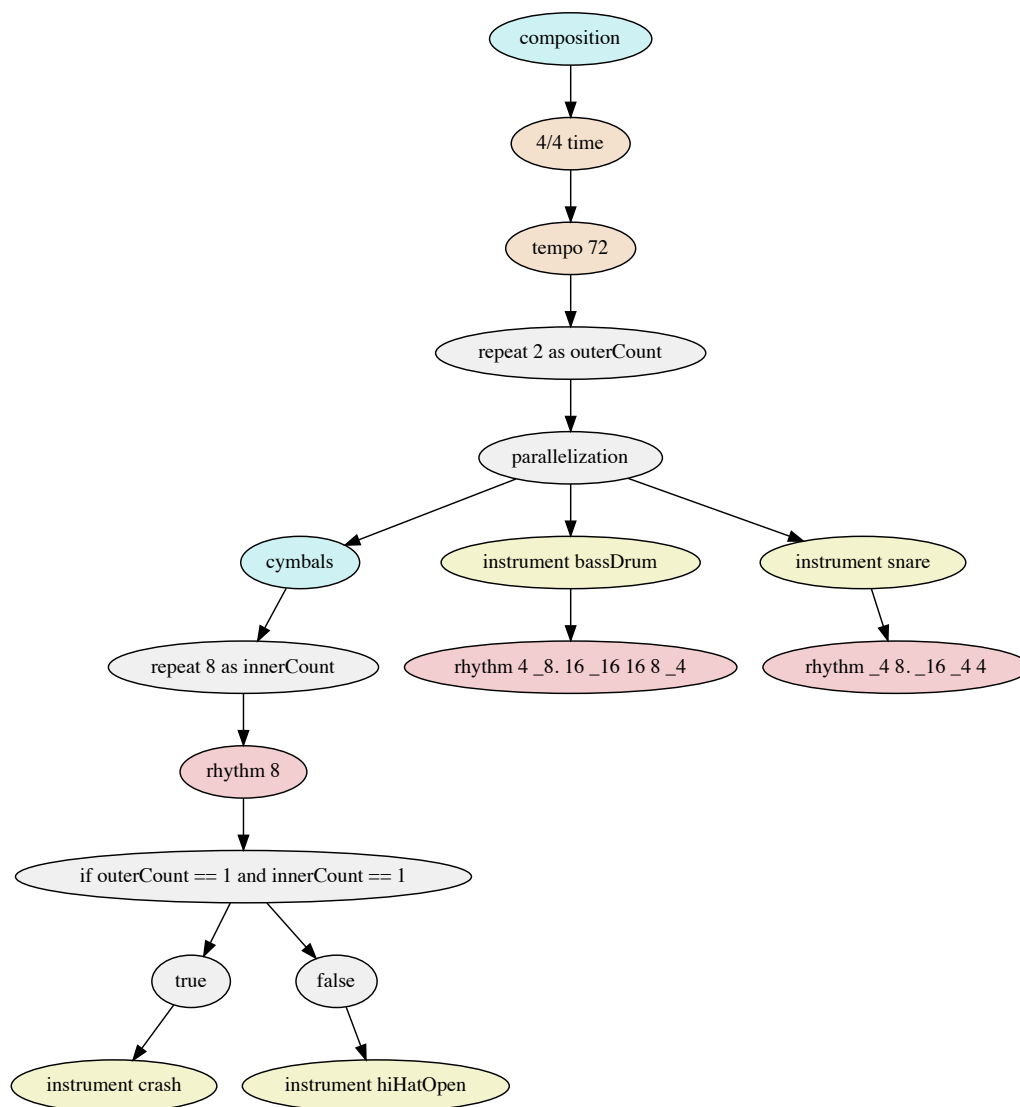 composition
4/4 time
tempo 72
repeat 2 as outerCount
parallelization
cymbals
instrument bassDrum
instrument snare
repeat 8 as innerCount
rhythm 4 _8. 16 _16 16 8 _4
rhythm _4 8. _16 _4 4
rhythm 8
if outerCount == 1 and innerCount == 1
true
false
instrument crash
instrument hiHatOpen